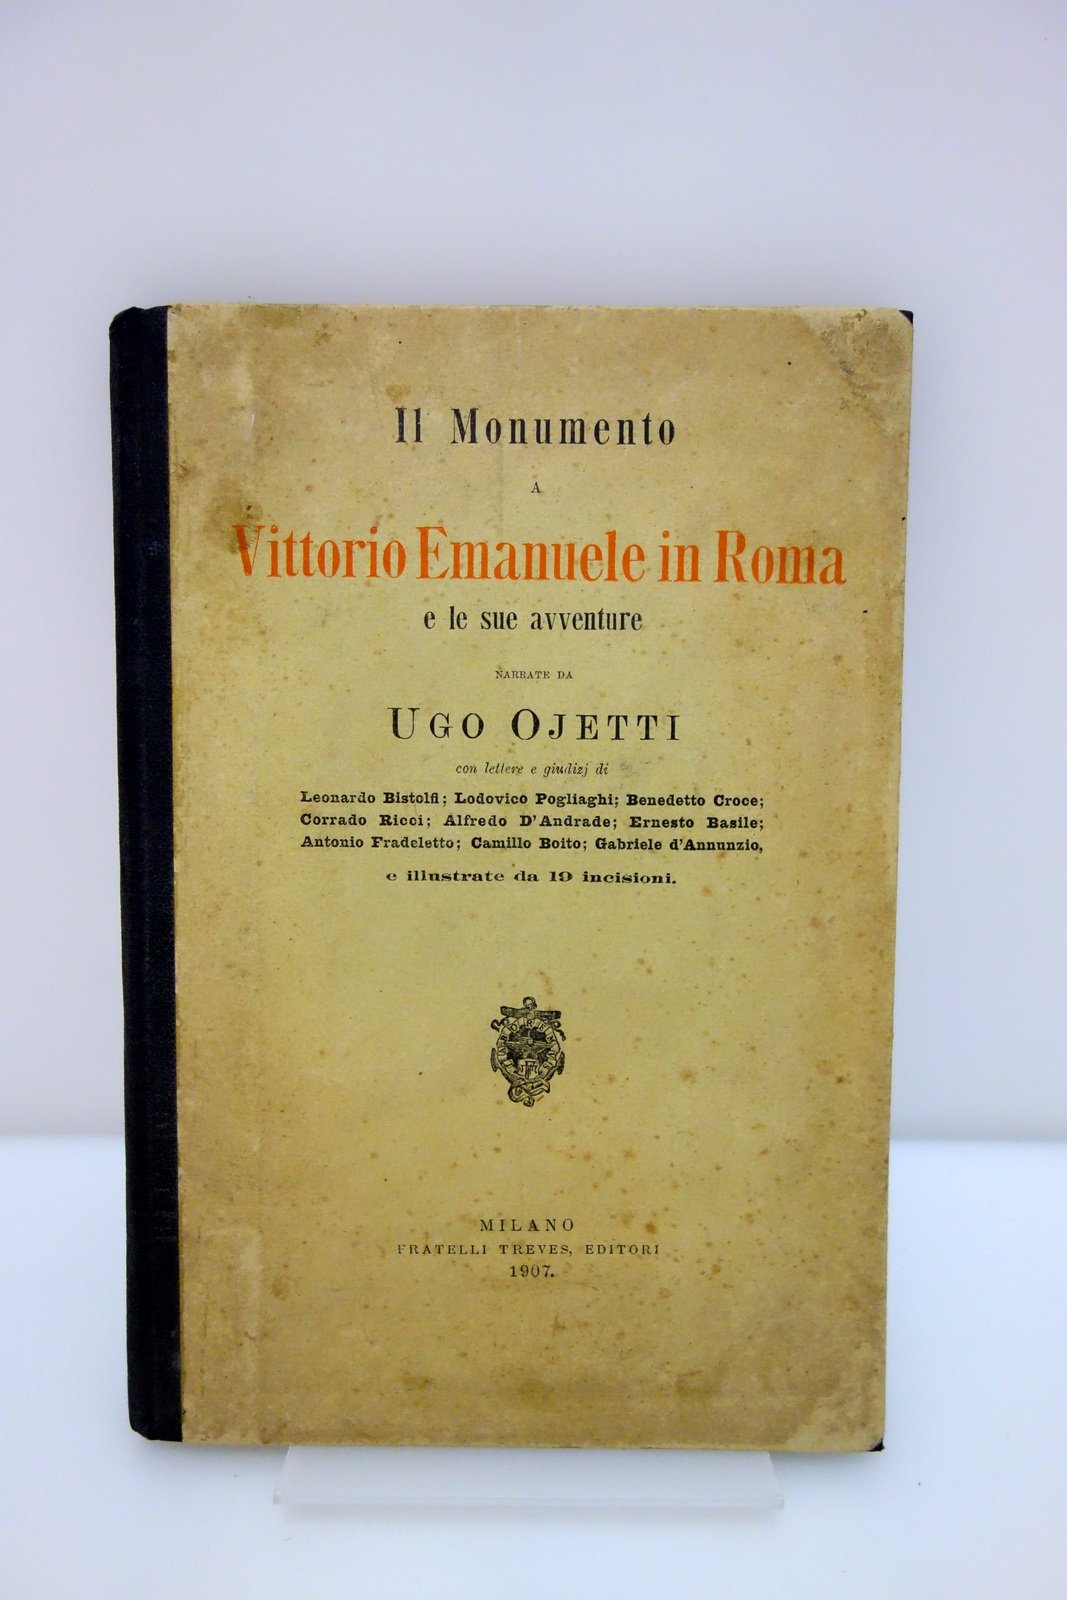 Il Monumento
A
Vittorio Emanuele in Roma
e le sue avventure
NARRATE DA
UGO OJETTI
con lettere e giudizj di
Leonardo Bistolfi; Lodovico Pogliaghi; Benedetto Croce;
Corrado Ricci; Alfredo D'Andrade; Ernesto Basile;
Antonio Fradeletto; Camillo Boito; Gabriele d'Annunzio,
e illustrate da 19 incisioni.
MILANO
FRATELLI TREVES, EDITORI
1907.